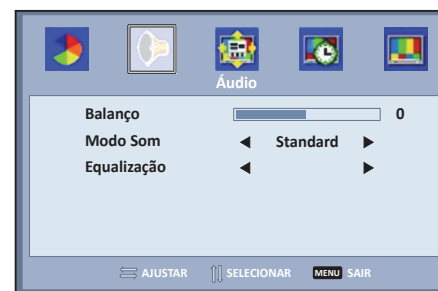 Áudio
Balanço 0
Modo Som Standard
Equalização
AJUSTAR SELECIONAR MENU SAIR